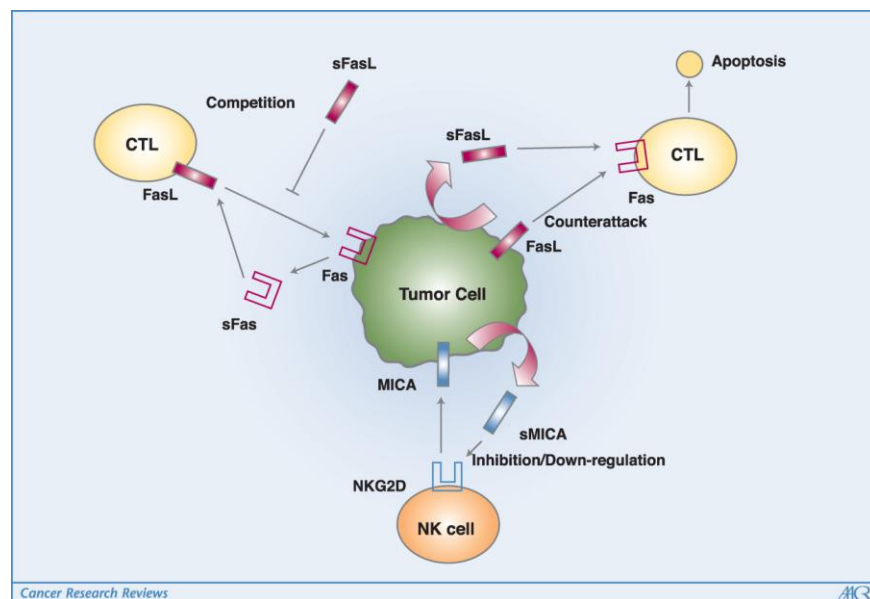 sFasL
Competition
CTL
FasL
Fas
sFas
sFasL
Apoptosis
CTL
Fas
Counterattack
FasL
Tumor Cell
MICA
sMICA
Inhibition/Down-regulation
NKG2D
NK cell
Cancer Research Reviews
AACR